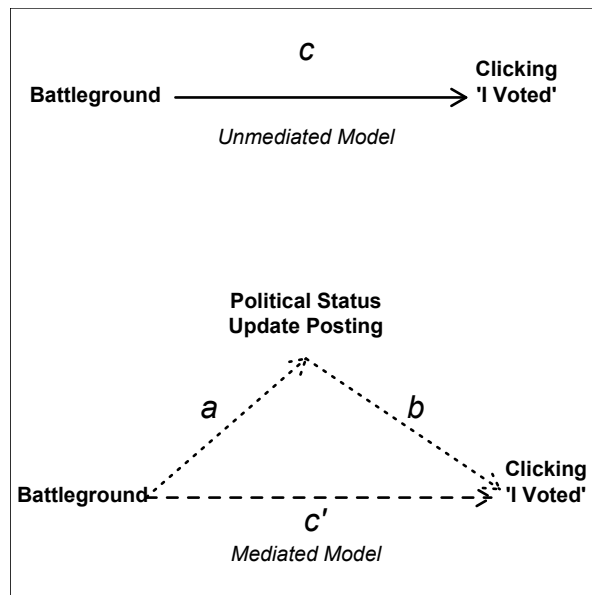 c
Clicking
Battleground
'I Voted'
Unmediated Model
Political Status
Update Posting
a
b
Clicking
Battleground
'I Voted'
c'
Mediated Model